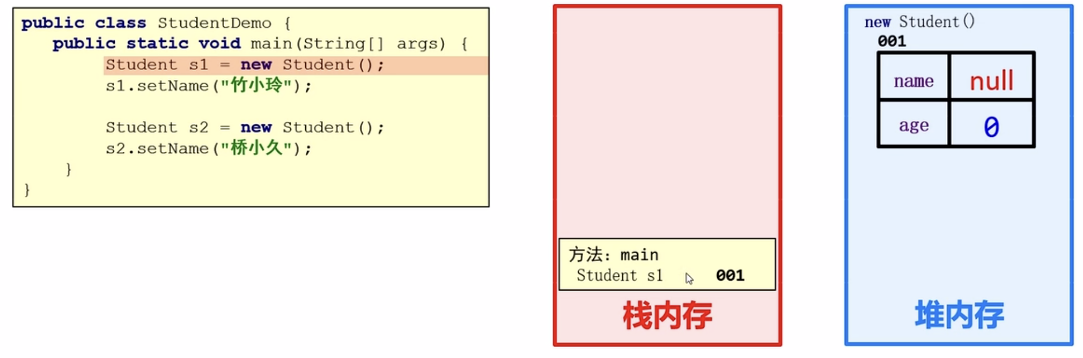 public class StudentDemo {
public static void main(String[] args) {
Student s1 = new Student();
s1.setName("竹小玲");
Student s2 = new Student();
s2.setName("桥小久");
}
}
方法：main
Student s1 001
栈内存
new Student()
001
name null
age 0
堆内存